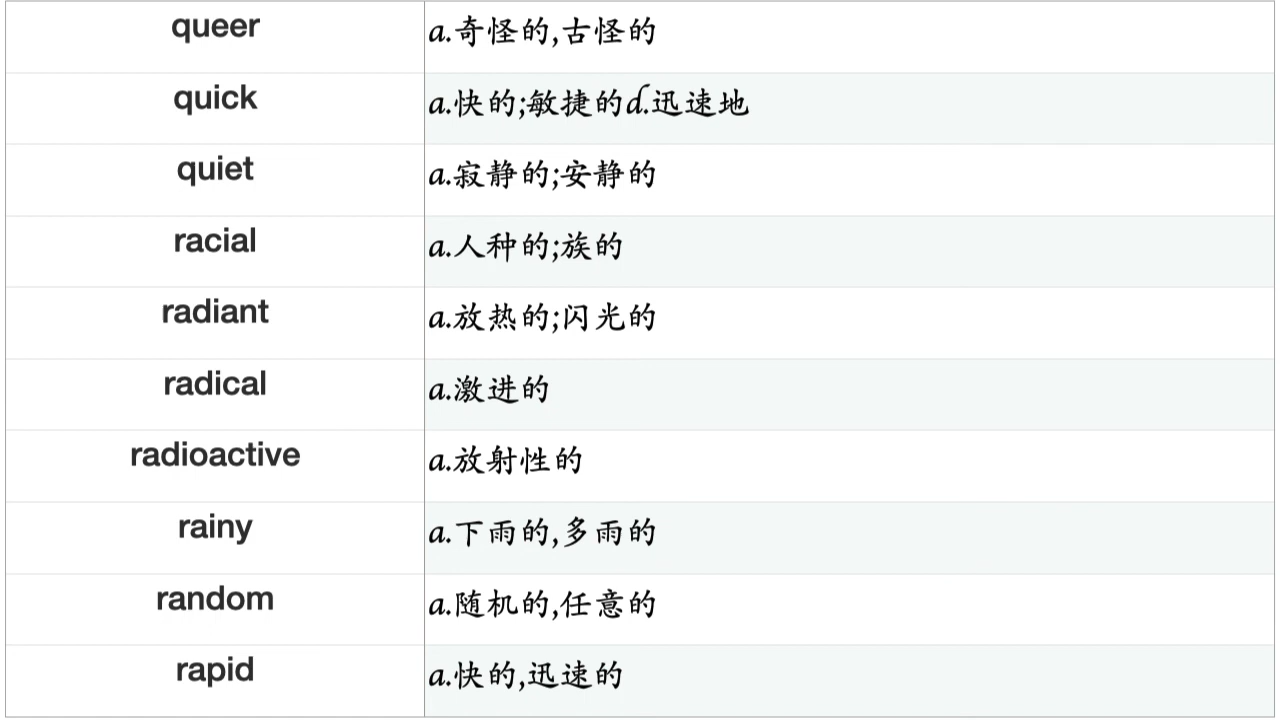 queer a.奇怪的,古怪的
quick a.快的;敏捷的d.迅速地
quiet a.寂静的;安静的
racial a.人种的;族的
radiant a.放热的;闪光的
radical a.激进的
radioactive a.放射性的
rainy a.下雨的,多雨的
random a.随机的,任意的
rapid a.快的,迅速的